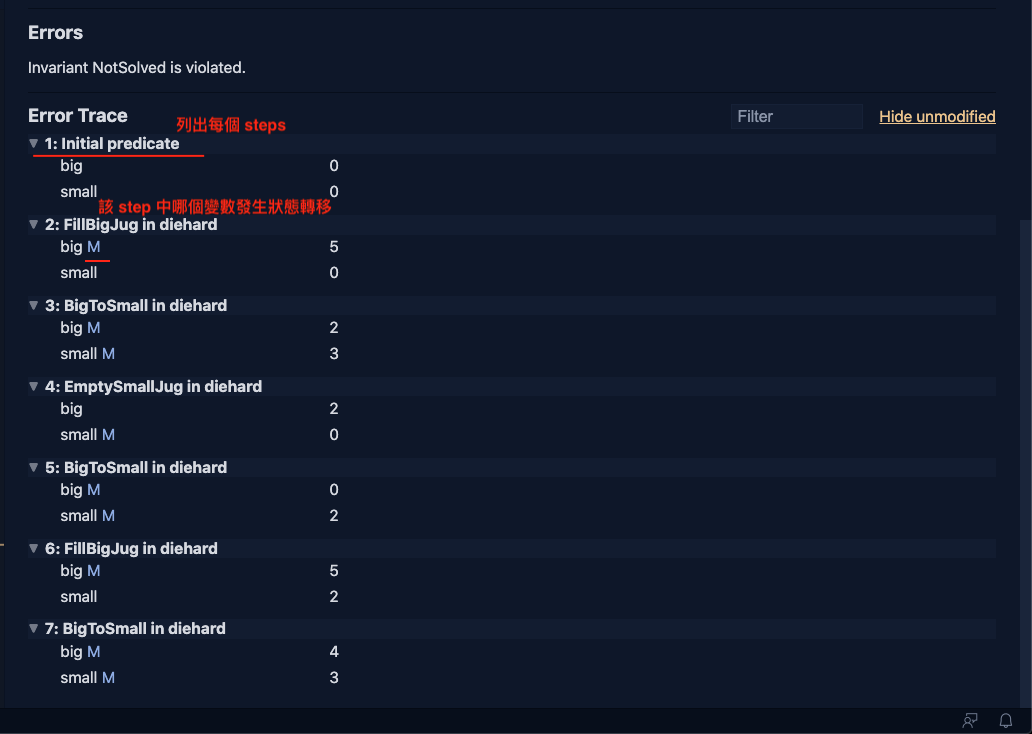 Errors
Invariant NotSolved is violated.
Error Trace
列出每個 steps
Filter
Hide unmodified
▼ 1: Initial predicate
big 0
small 0
該 step 中哪個變數發生狀態轉移
▼ 2: FillBigJug in diehard
big M 5
small 0
▼ 3: BigToSmall in diehard
big M 2
small M 3
▼ 4: EmptySmallJug in diehard
big 2
small M 0
▼ 5: BigToSmall in diehard
big M 0
small M 2
▼ 6: FillBigJug in diehard
big M 5
small 2
▼ 7: BigToSmall in diehard
big M 4
small M 3